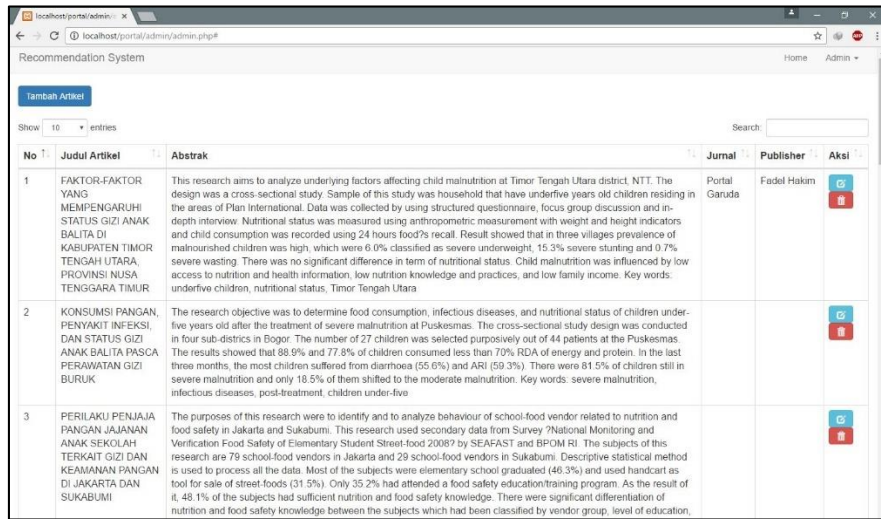 localhost/portal/admin/
localhost/portal/admin/admin.php#
Recommendation System
Home
Admin
Tambah Artikel
Show 10 entries
Search:
No
Judul Artikel
Abstrak
Jurnal
Publisher
Aksi
1
FAKTOR-FAKTOR
YANG
MEMPENGARUHI
STATUS GIZI ANAK
BALITA DI
KABUPATEN TIMOR
TENGAH UTARA,
PROVINSI NUSA
TENGGARA TIMUR
This research aims to analyze underlying factors affecting child malnutrition at Timor Tengah Utara district, NTT. The
design was a cross-sectional study. Sample of this study was household that have underfive years old children residing in
the areas of Plan International. Data was collected by using structured questionnaire, focus group discussion and in-
depth interview. Nutritional status was measured using anthropometric measurement with weight and height indicators
and child consumption was recorded using 24 hours food?s recall. Result showed that in three villages prevalence of
malnourished children was high, which were 6.0% classified as severe underweight, 15.3% severe stunting and 0.7%
severe wasting. There was no significant difference in term of nutritional status. Child malnutrition was influenced by low
access to nutrition and health information, low nutrition knowledge and practices, and low family income. Key words:
underfive children, nutritional status, Timor Tengah Utara
Portal
Garuda
Fadel Hakim
2
KONSUMSI PANGAN,
PENYAKIT INFEKSI,
DAN STATUS GIZI
ANAK BALITA PASCA
PERAWATAN GIZI
BURUK
The research objective was to determine food consumption, infectious diseases, and nutritional status of children under-
five years old after the treatment of severe malnutrition at Puskesmas. The cross-sectional study design was conducted
in four sub-districs in Bogor. The number of 27 children was selected purposively out of 44 patients at the Puskesmas.
The results showed that 88.9% and 77.8% of children consumed less than 70% RDA of energy and protein. In the last
three months, the most children suffered from diarrhoea (55.6%) and ARI (59.3%). There were 81.5% of children still in
severe malnutrition and only 18.5% of them shifted to the moderate malnutrition. Key words: severe malnutrition,
infectious diseases, post-treatment, children under-five
3
PERILAKU PENJAJA
PANGAN JAJANAN
ANAK SEKOLAH
TERKAIT GIZI DAN
KEAMANAN PANGAN
DI JAKARTA DAN
SUKABUMI
The purposes of this research were to identify and to analyze behaviour of school-food vendor related to nutrition and
food safety in Jakarta and Sukabumi. This research used secondary data from Survey ?National Monitoring and
Verification Food Safety of Elementary Student Street-food 2008? by SEAFAST and BPOM RI. The subjects of this
research are 79 school-food vendors in Jakarta and 29 school-food vendors in Sukabumi. Descriptive statistical method
is used to process all the data. Most of the subjects were elementary school graduated (46.3%) and used handcart as
tool for sale of street-foods (31.5%). Only 35.2% had attended a food safety education/training program. As the result of
it, 48.1% of the subjects had sufficient nutrition and food safety knowledge. There were significant differentiation of
nutrition and food safety knowledge between the subjects which had been classified by vendor group, level of education,